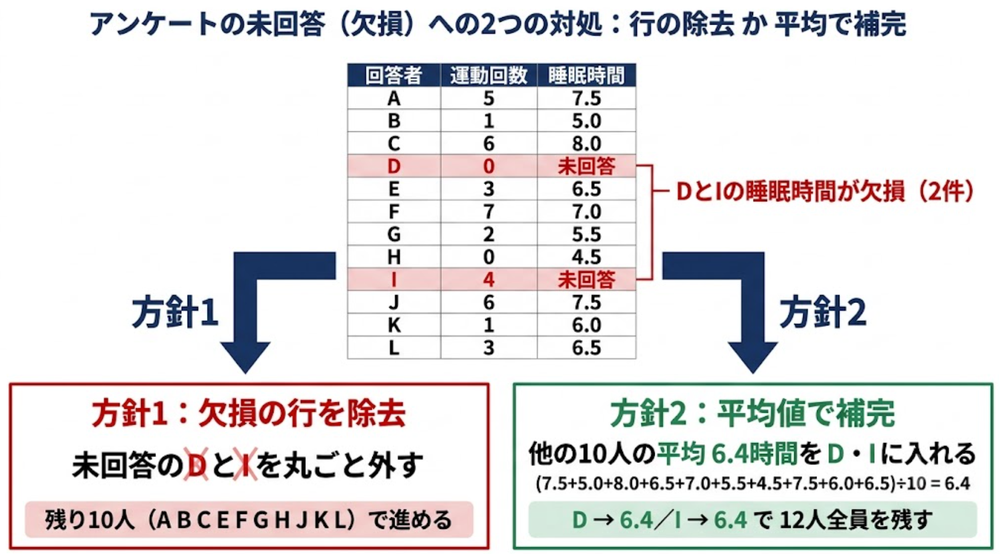 アンケートの未回答（欠損）への2つの対処：行の除去 か 平均で補完
回答者 運動回数 睡眠時間
A 5 7.5
B 1 5.0
C 6 8.0
D 0 未回答
E 3 6.5
F 7 7.0
G 2 5.5
H 0 4.5
I 4 未回答
J 6 7.5
K 1 6.0
L 3 6.5
DとIの睡眠時間が欠損（2件）
方針1
方針2
方針1：欠損の行を除去
未回答のDとIを丸ごと外す
残り10人（A B C E F G H J K L）で進める
方針2：平均値で補完
他の10人の平均 6.4時間を D・I に入れる
(7.5+5.0+8.0+6.5+7.0+5.5+4.5+7.5+6.0+6.5)÷10 = 6.4
D → 6.4／I → 6.4 で 12人全員を残す